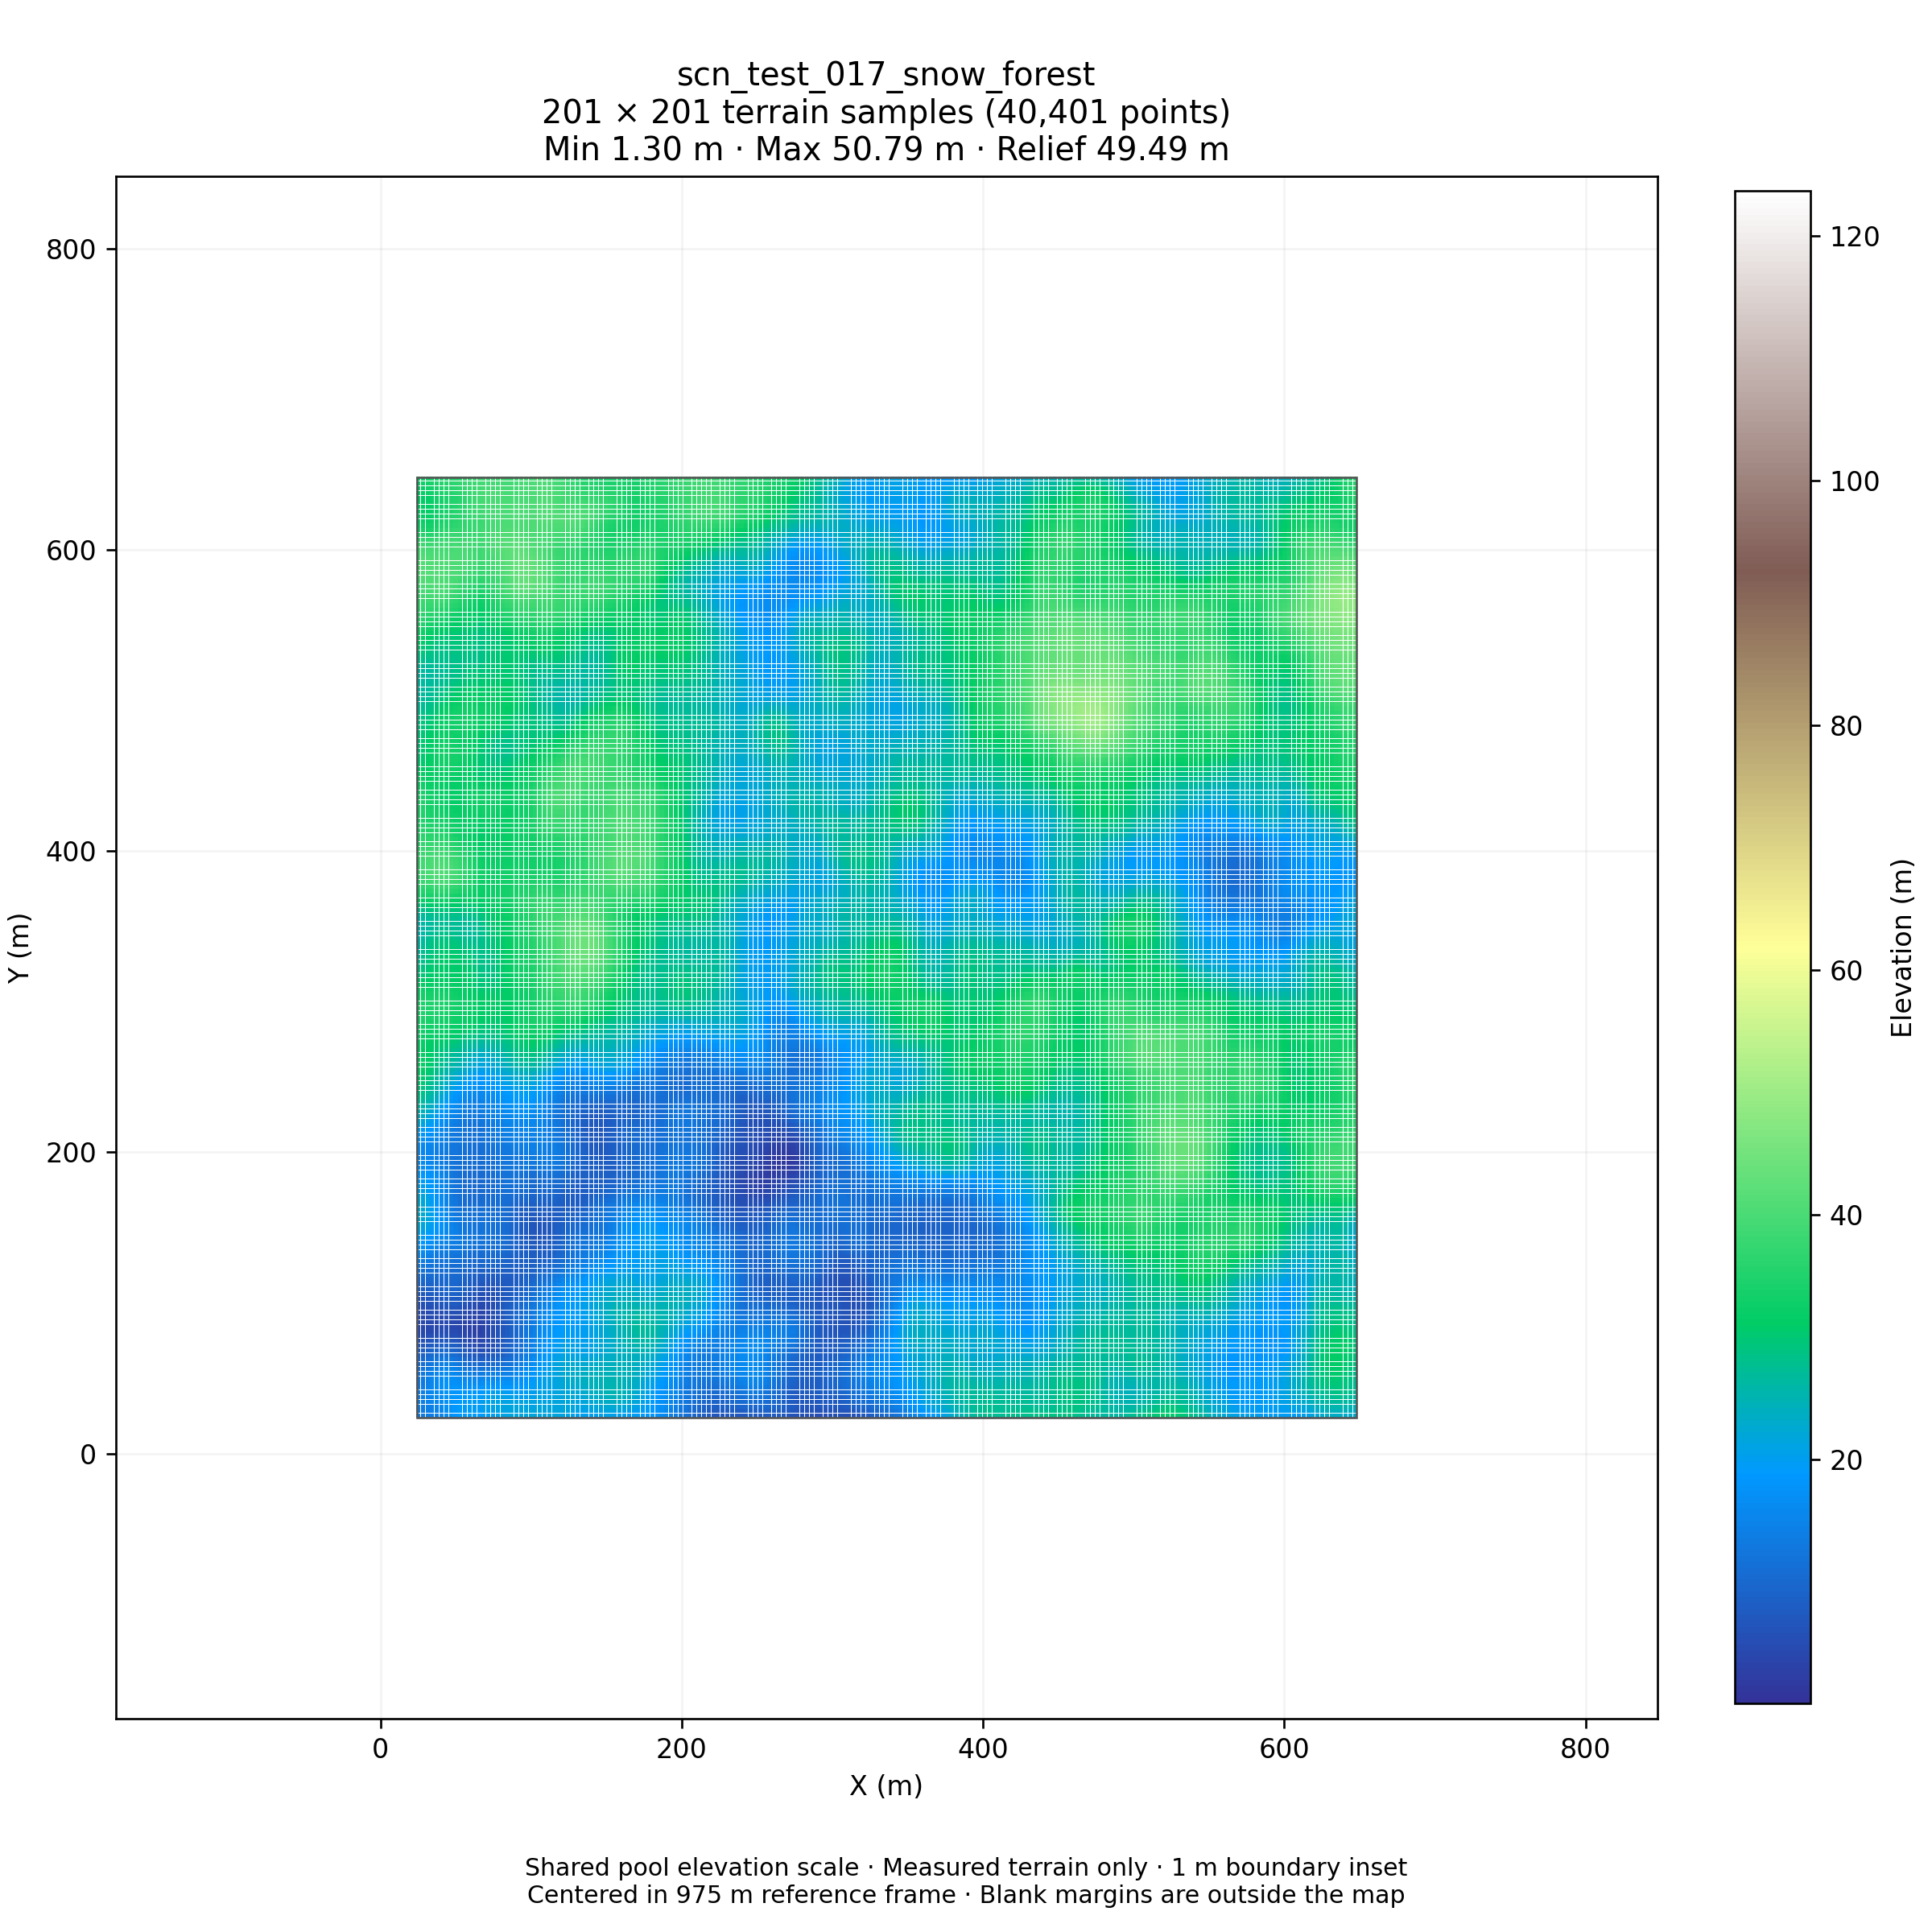 scn_test_017_snow_forest
201 × 201 terrain samples (40,401 points)
Min 1.30 m · Max 50.79 m · Relief 49.49 m
800
600
400
200
0
Y (m)
0
200
400
600
800
X (m)
120
100
80
60
40
20
Elevation (m)
Shared pool elevation scale · Measured terrain only · 1 m boundary inset
Centered in 975 m reference frame · Blank margins are outside the map